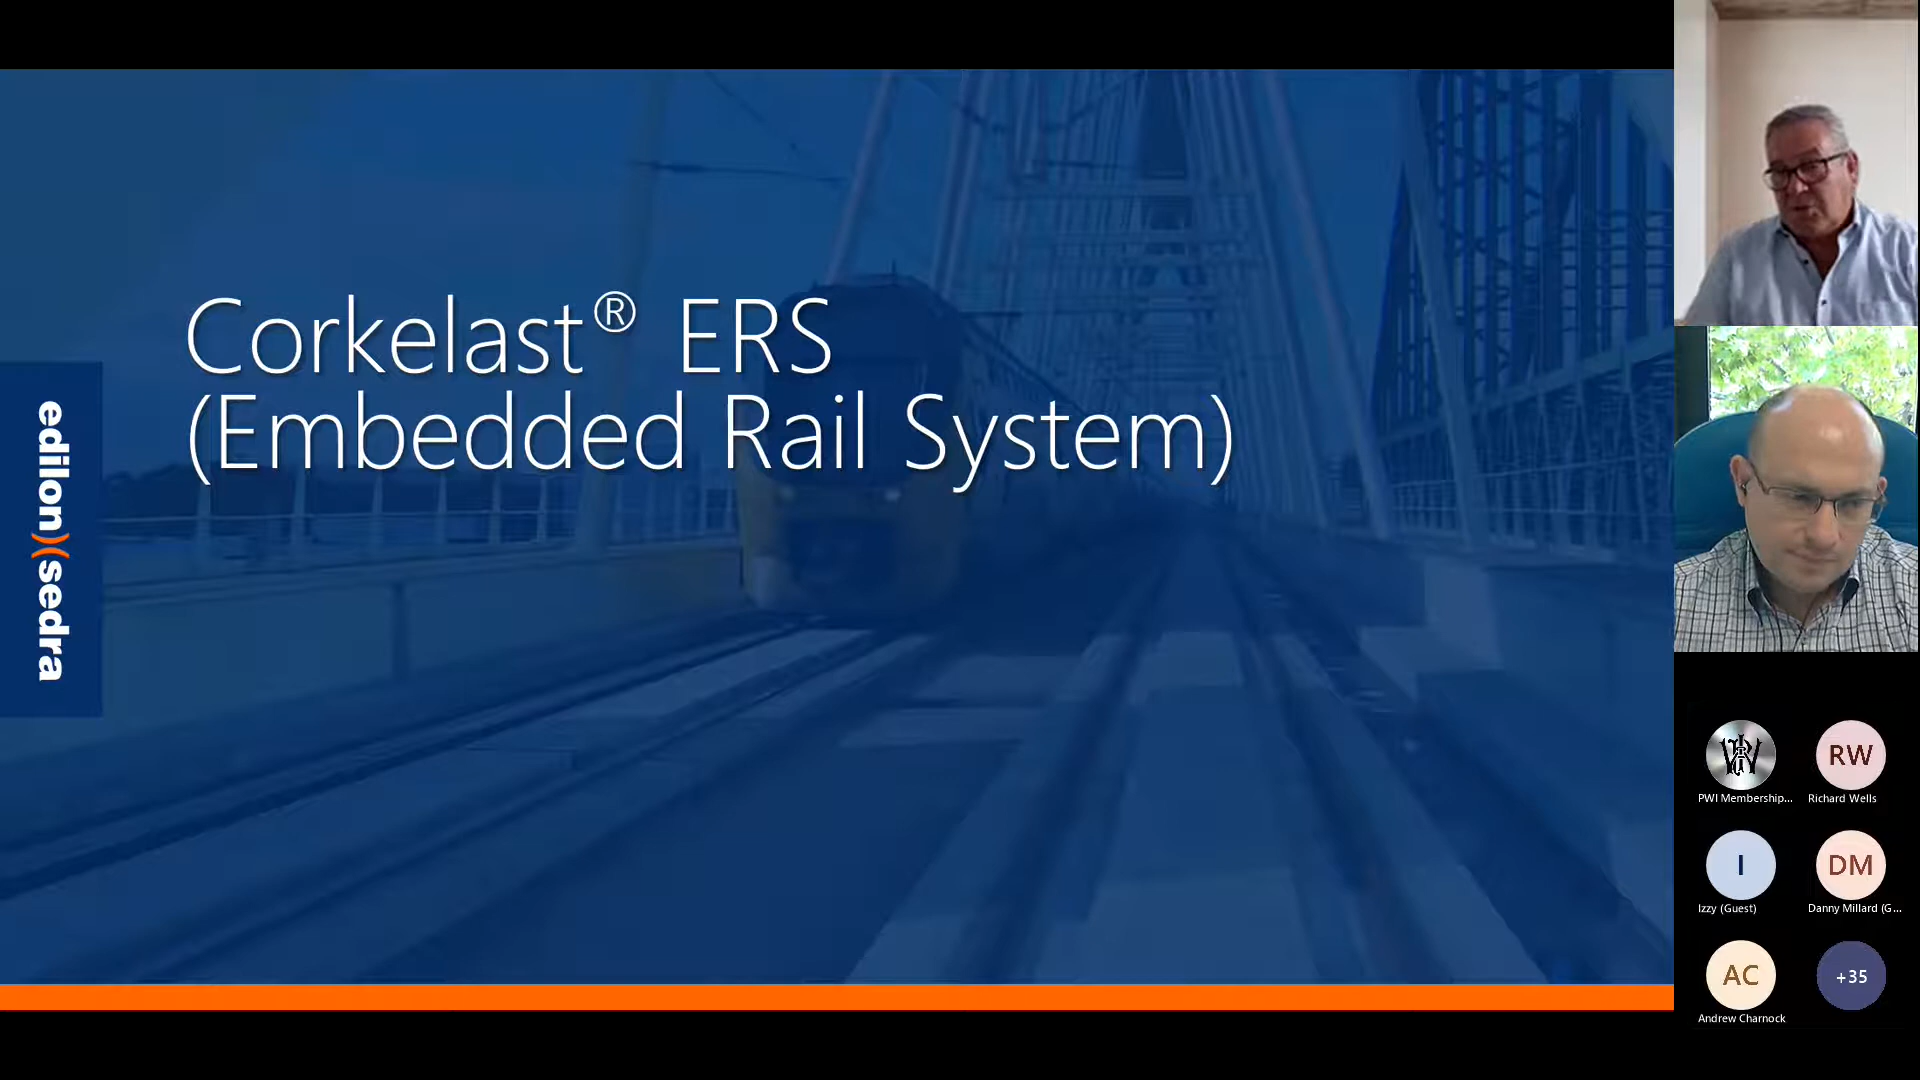 Corkelast® ERS
(Embedded Rail System)
edilon)(sedra
PWI Membership...
RW
Richard Wells
I
Izzy (Guest)
DM
Danny Millard (G...
AC
Andrew Charnock
+35